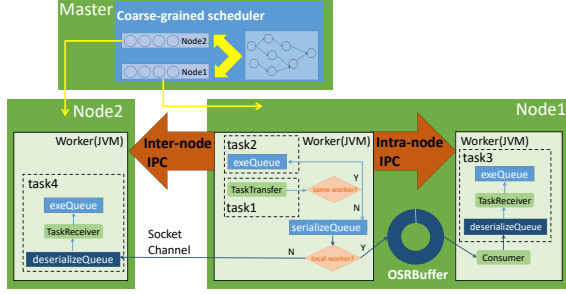 Master
Coarse-grained scheduler
Node2
Node1
Node2
Node1
Worker(JVM)
task4
exeQueue
TaskReceiver
deserializeQueue
Inter-node
IPC
Socket
Channel
Worker(JVM)
task2
exeQueue
TaskTransfer
same worker?
task1
Y
N
serializeQueue
local worker?
N
Y
Intra-node
IPC
OSRBuffer
Worker(JVM)
task3
exeQueue
TaskReceiver
deserializeQueue
Consumer